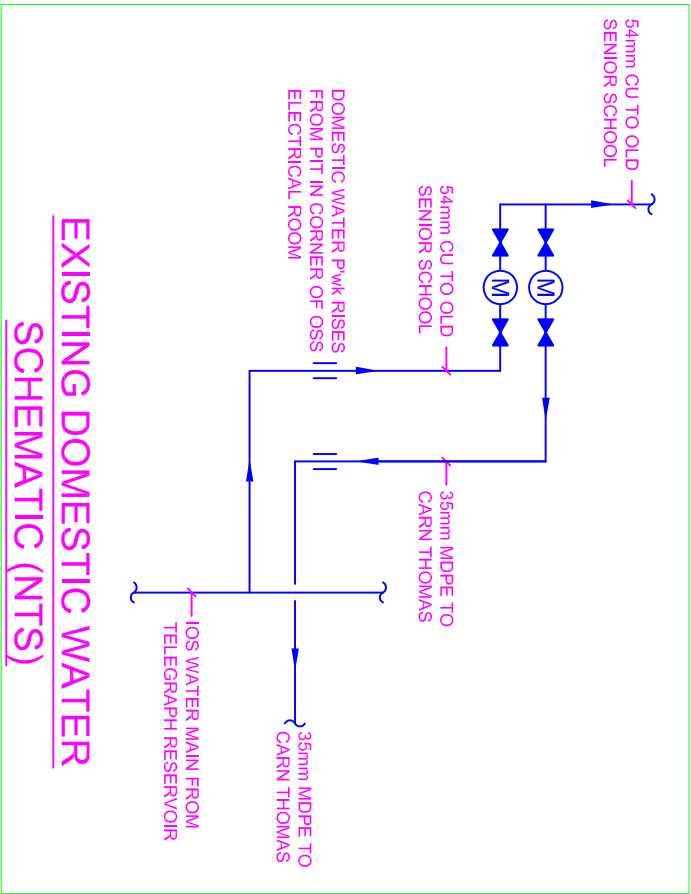 54mm CU TO OLD
SENIOR SCHOOL
M
M
54mm CU TO OLD
SENIOR SCHOOL
DOMESTIC WATER P'wk RISES
FROM PIT IN CORNER OF OSS
ELECTRICAL ROOM
35mm MDPE TO
CARN THOMAS
35mm MDPE TO
CARN THOMAS
IOS WATER MAIN FROM
TELEGRAPH RESERVOIR
EXISTING DOMESTIC WATER
SCHEMATIC (NTS)